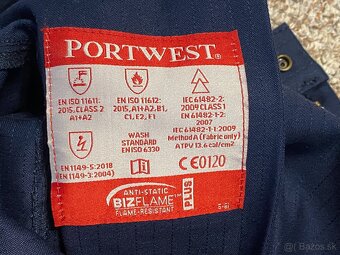 PORTWEST®
EN ISO 11611:
2015, CLASS 2
A1+A2
EN ISO 11612:
2015, A1+A2, B1,
C1, E2, F1
IEC 61482-2:
2009 CLASS 1
EN 61482-1-2:
2007
EN 1149-5:2018
(EN 1149-3:2004)
WASH
STANDARD
EN ISO 6330
IEC 61482-1-1:2009
Method A (Fabric only)
ATPV 13.6 cal/cm²
CE0120
ANTI-STATIC
BIZFLAME™
FLAME-RESISTANT
PLUS
bazos.sk